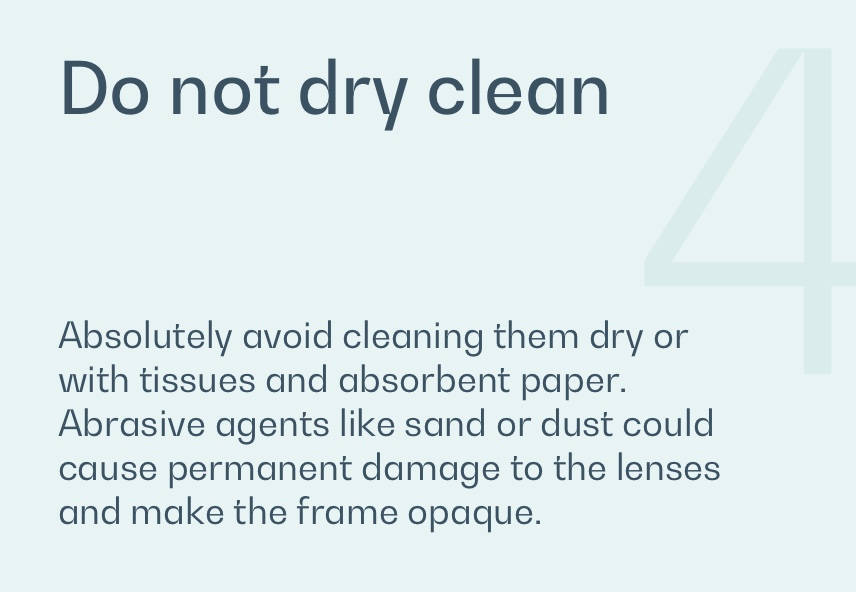 Do not dry clean
4
Absolutely avoid cleaning them dry or
with tissues and absorbent paper.
Abrasive agents like sand or dust could
cause permanent damage to the lenses
and make the frame opaque.